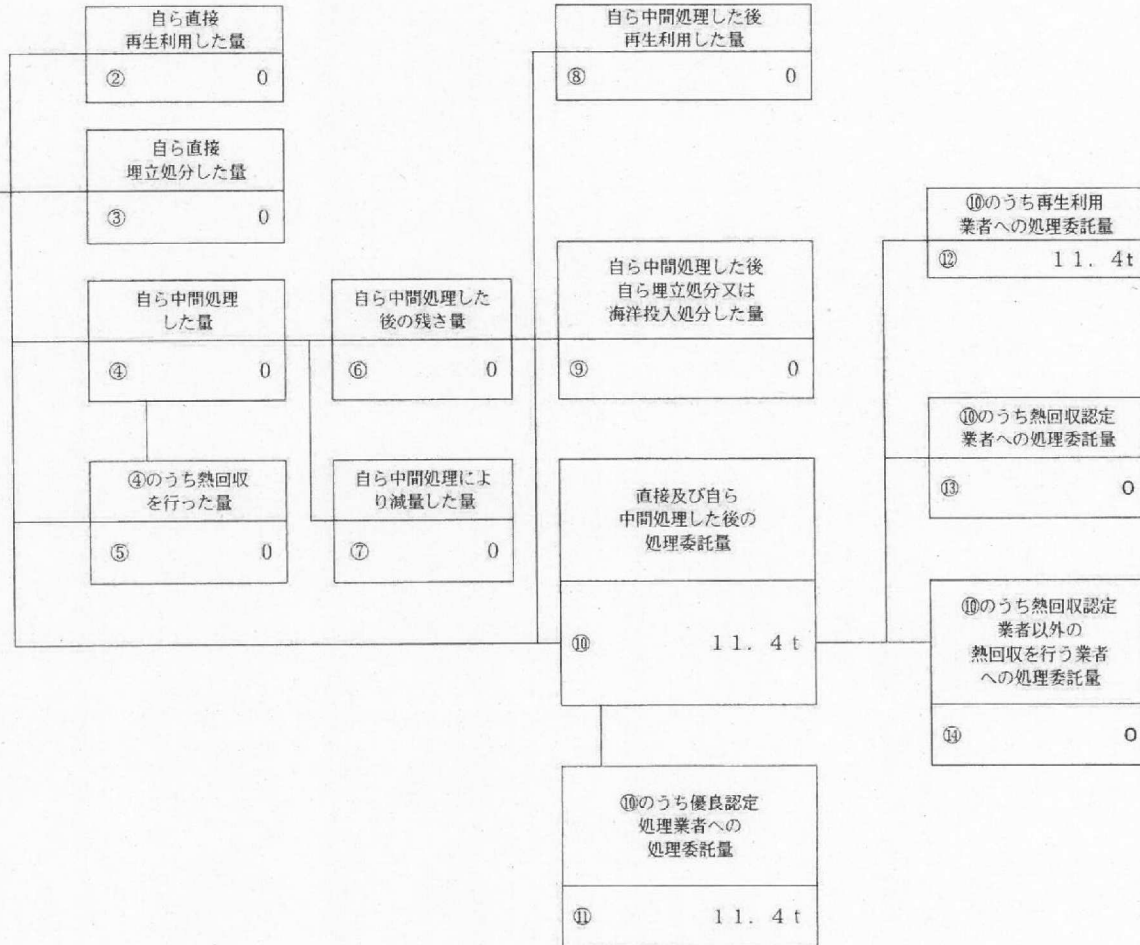 自ら直接
再生利用した量
② 0
自ら直接
埋立処分した量
③ 0
自ら中間処理
した量
④ 0
④のうち熱回収
を行った量
⑤ 0
自ら中間処理した
後の残さ量
⑥ 0
自ら中間処理によ
り減量した量
⑦ 0
自ら中間処理した後
再生利用した量
⑧ 0
自ら中間処理した後
自ら埋立処分又は
海洋投入処分した量
⑨ 0
直接及び自ら
中間処理した後の
処理委託量
⑩ 11.4t
⑩のうち優良認定
処理業者への
処理委託量
⑪ 11.4t
⑩のうち再生利用
業者への処理委託量
⑫ 11.4t
⑩のうち熱回収認定
業者への処理委託量
⑬ 0
⑩のうち熱回収認定
業者以外の
熱回収を行う業者
への処理委託量
⑭ 0